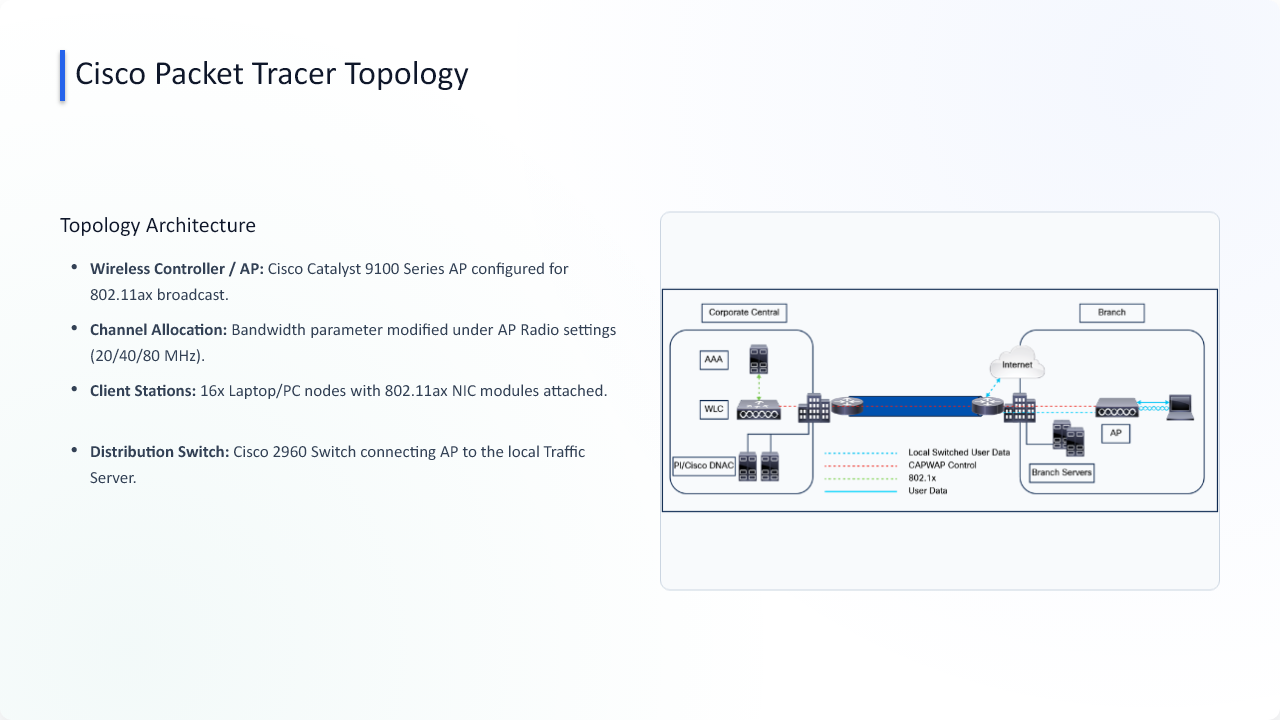 Cisco Packet Tracer Topology
Topology Architecture
• Wireless Controller / AP: Cisco Catalyst 9100 Series AP configured for
802.11ax broadcast.
• Channel Allocation: Bandwidth parameter modified under AP Radio settings
(20/40/80 MHz).
• Client Stations: 16x Laptop/PC nodes with 802.11ax NIC modules attached.
• Distribution Switch: Cisco 2960 Switch connecting AP to the local Traffic
Server.
Corporate Central
Branch
AAA
Internet
WLC
AP
PI/Cisco DNAC
Branch Servers
Local Switched User Data
CAPWAP Control
802.1x
User Data